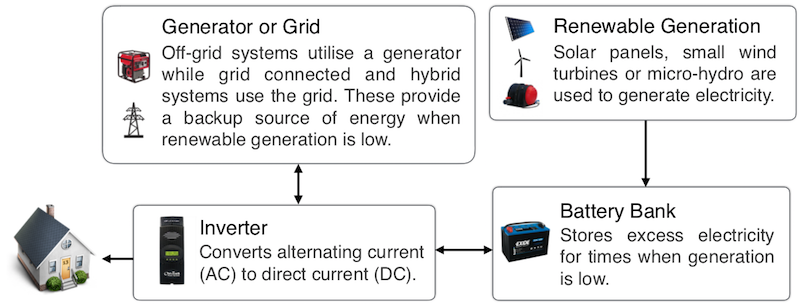 Generator or Grid
Off-grid systems utilise a generator
while grid connected and hybrid
systems use the grid. These provide
a backup source of energy when
renewable generation is low.
Renewable Generation
Solar panels, small wind
turbines or micro-hydro are
used to generate electricity.
Inverter
Converts alternating current
(AC) to direct current (DC).
Battery Bank
Stores excess electricity
for times when generation
is low.
EXIDE